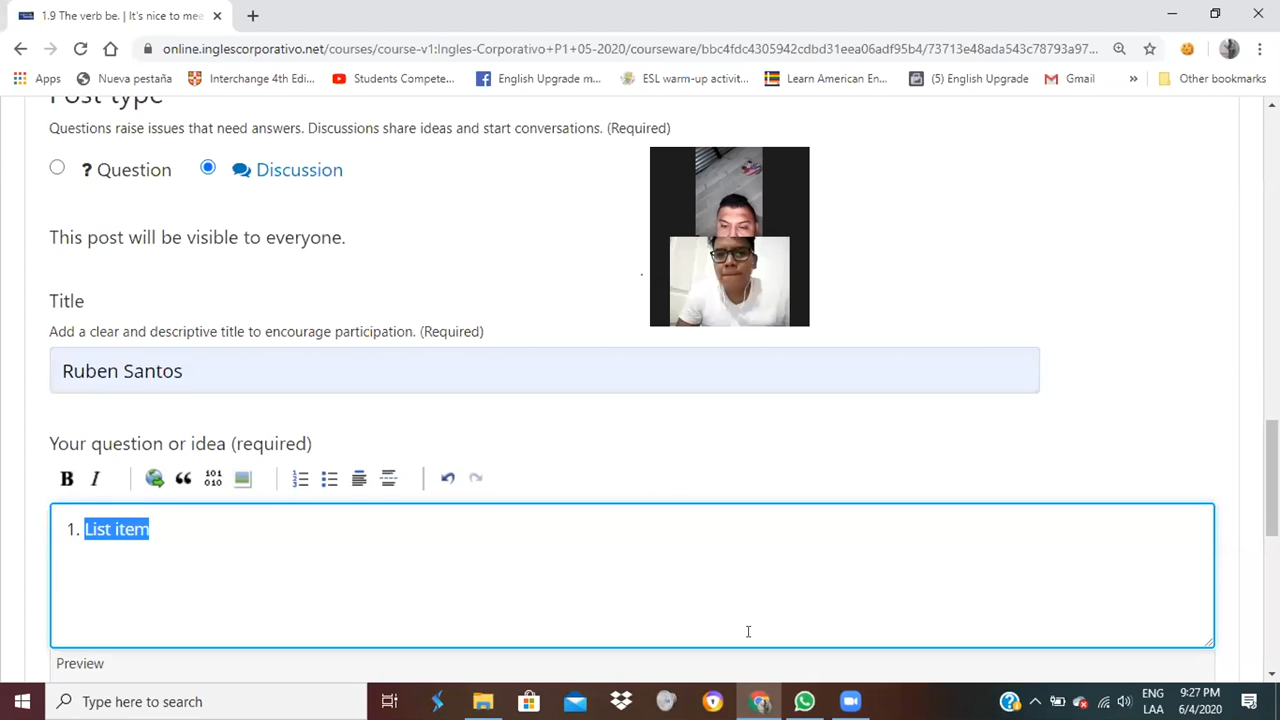 1.9 The verb be. | It's nice to mee
online.inglescorporativo.net/courses/course-v1:Ingles-Corporativo+P1+05-2020/courseware/bbc4fdc4305942cdbd31eea06adf95b4/73713e48ada543c78793a97...
Apps
Nueva pestaña
Interchange 4th Edi...
Students Compete...
English Upgrade m...
ESL warm-up activit...
Learn American En...
(5) English Upgrade
Gmail
»
Other bookmarks
Post type
Questions raise issues that need answers. Discussions share ideas and start conversations. (Required)
? Question
Discussion
This post will be visible to everyone.
Title
Add a clear and descriptive title to encourage participation. (Required)
Ruben Santos
Your question or idea (required)
B I
1. List item
Preview
Type here to search
ENG 9:27 PM
LAA 6/4/2020